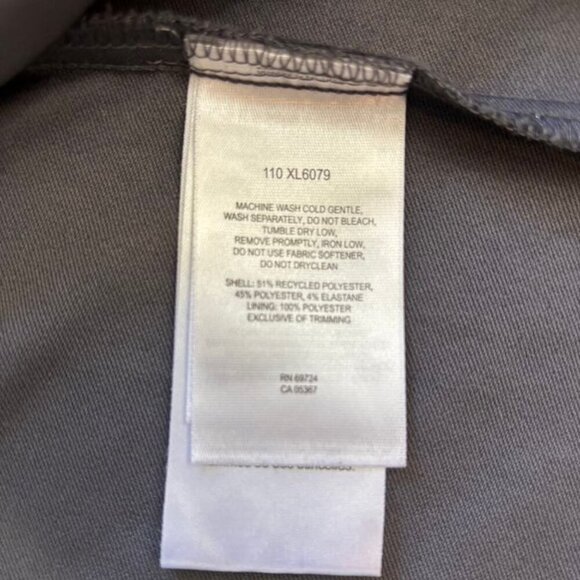 110 XL6079
MACHINE WASH COLD GENTLE,
WASH SEPARATELY, DO NOT BLEACH,
TUMBLE DRY LOW,
REMOVE PROMPTLY, IRON LOW,
DO NOT USE FABRIC SOFTENER,
DO NOT DRYCLEAN
SHELL: 51% RECYCLED POLYESTER,
45% POLYESTER, 4% ELASTANE
LINING: 100% POLYESTER
EXCLUSIVE OF TRIMMING
RN 69724
CA 05367